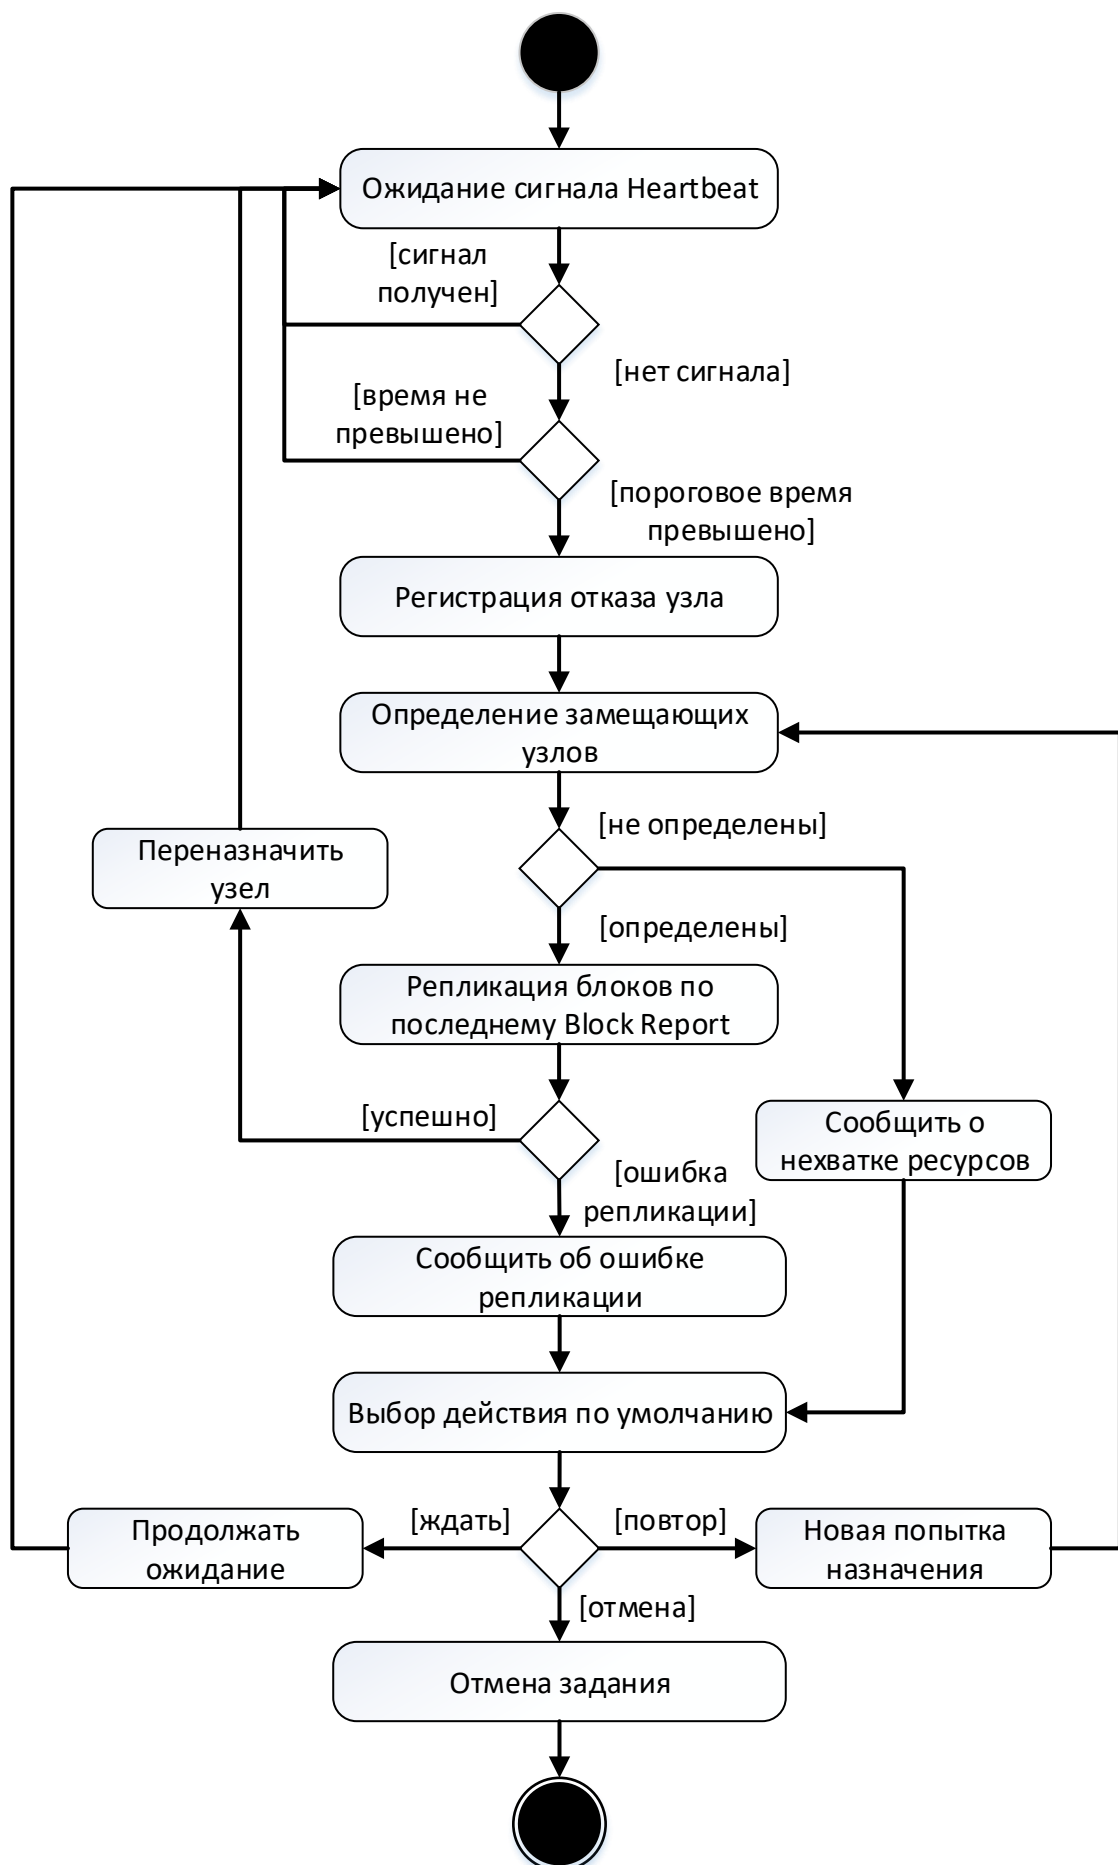 Ожидание сигнала Heartbeat
[сигнал
получен]
[нет сигнала]
[время не
превышено]
[пороговое время
превышено]
Регистрация отказа узла
Определение замещающих
узлов
[не определены]
Переназначить
узел
[определены]
Репликация блоков по
последнему Block Report
[успешно]
Сообщить о
нехватке ресурсов
[ошибка
репликации]
Сообщить об ошибке
репликации
Выбор действия по умолчанию
[ждать]
[повтор]
Продолжать
ожидание
Новая попытка
назначения
[отмена]
Отмена задания